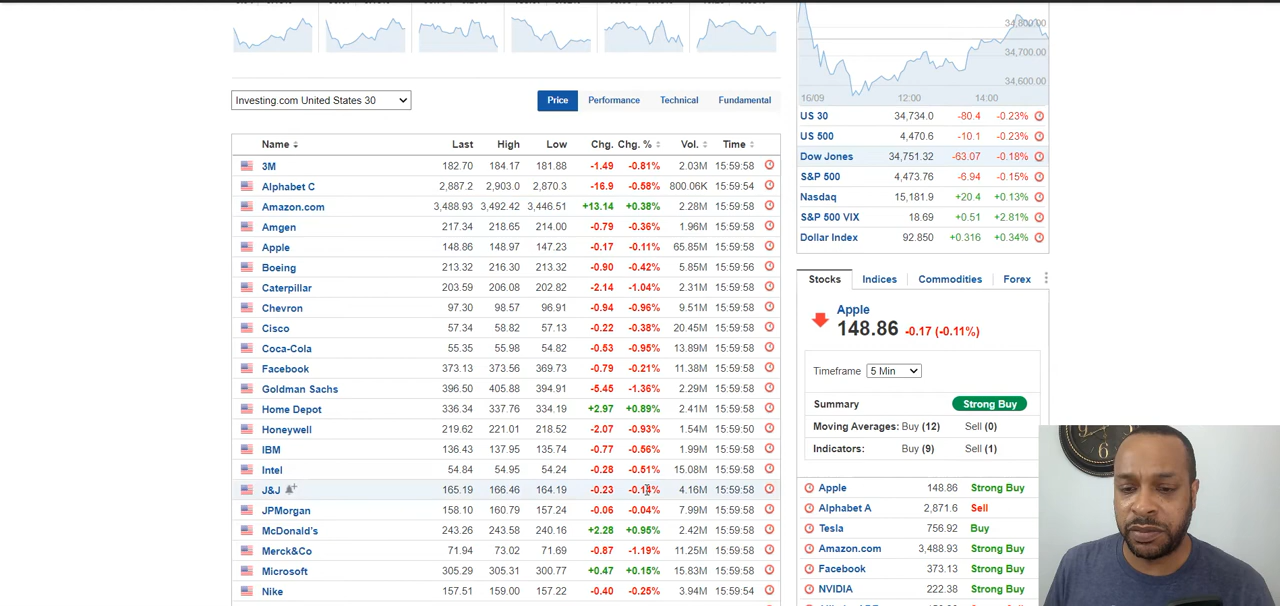 34,800.00
34,700.00
34,600.00
16/09 12:00 14:00
Investing.com United States 30
Price Performance Technical Fundamental
Name Last High Low Chg. Chg. % Vol. Time
3M 182.70 184.17 181.88 -1.49 -0.81% 2.03M 15:59:58
Alphabet C 2,887.2 2,903.0 2,870.3 -16.9 -0.58% 800.06K 15:59:54
Amazon.com 3,488.93 3,492.42 3,446.51 +13.14 +0.38% 2.28M 15:59:58
Amgen 217.34 218.65 214.00 -0.79 -0.36% 1.96M 15:59:58
Apple 148.86 148.97 147.23 -0.17 -0.11% 65.85M 15:59:58
Boeing 213.32 216.30 213.32 -0.90 -0.42% 5.85M 15:59:56
Caterpillar 203.59 206.08 202.82 -2.14 -1.04% 2.31M 15:59:58
Chevron 97.30 98.57 96.91 -0.94 -0.96% 9.51M 15:59:58
Cisco 57.34 58.82 57.13 -0.22 -0.38% 20.45M 15:59:58
Coca-Cola 55.35 55.98 54.82 -0.53 -0.95% 13.89M 15:59:58
Facebook 373.13 373.56 369.73 -0.79 -0.21% 11.38M 15:59:58
Goldman Sachs 396.50 405.88 394.91 -5.45 -1.36% 2.29M 15:59:58
Home Depot 336.34 337.76 334.19 +2.97 +0.89% 2.41M 15:59:58
Honeywell 219.62 221.01 218.52 -2.07 -0.93% 1.54M 15:59:50
IBM 136.43 137.95 135.74 -0.77 -0.56% 1.99M 15:59:58
Intel 54.84 54.95 54.24 -0.28 -0.51% 15.08M 15:59:58
J&J 165.19 166.46 164.19 -0.23 4.16M 15:59:58
JPMorgan 158.10 160.79 157.24 -0.06 -0.04% 7.99M 15:59:58
McDonald's 243.26 243.38 240.16 +2.28 +0.95% 2.42M 15:59:58
Merck&Co 71.94 73.02 71.69 -0.87 -1.19% 11.25M 15:59:58
Microsoft 305.29 305.31 300.77 +0.47 +0.15% 15.83M 15:59:58
Nike 157.51 159.00 157.22 -0.40 -0.25% 3.94M 15:59:54
US 30 34,734.0 -80.4 -0.23%
US 500 4,470.6 -10.1 -0.23%
Dow Jones 34,751.32 -63.07 -0.18%
S&P 500 4,473.76 -6.94 -0.15%
Nasdaq 15,181.9 +20.4 +0.13%
S&P 500 VIX 18.69 +0.51 +2.81%
Dollar Index 92.850 +0.316 +0.34%
Stocks Indices Commodities Forex
Apple
148.86 -0.17 (-0.11%)
Timeframe 5 Min
Summary Strong Buy
Moving Averages: Buy (12) Sell (0)
Indicators: Buy (9) Sell (1)
Apple 148.86 Strong Buy
Alphabet A 2,871.6 Sell
Tesla 756.92 Buy
Amazon.com 3,488.93 Strong Buy
Facebook 373.13 Strong Buy
NVIDIA 222.38 Strong Buy